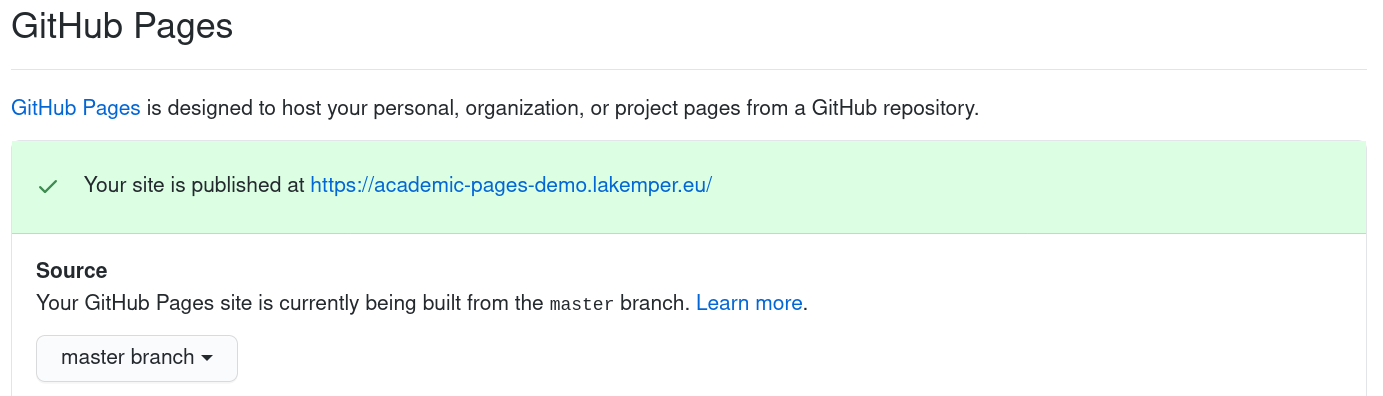 GitHub Pages
GitHub Pages is designed to host your personal, organization, or project pages from a GitHub repository.
Your site is published at https://academic-pages-demo.lakemper.eu/
Source
Your GitHub Pages site is currently being built from the master branch. Learn more.
master branch